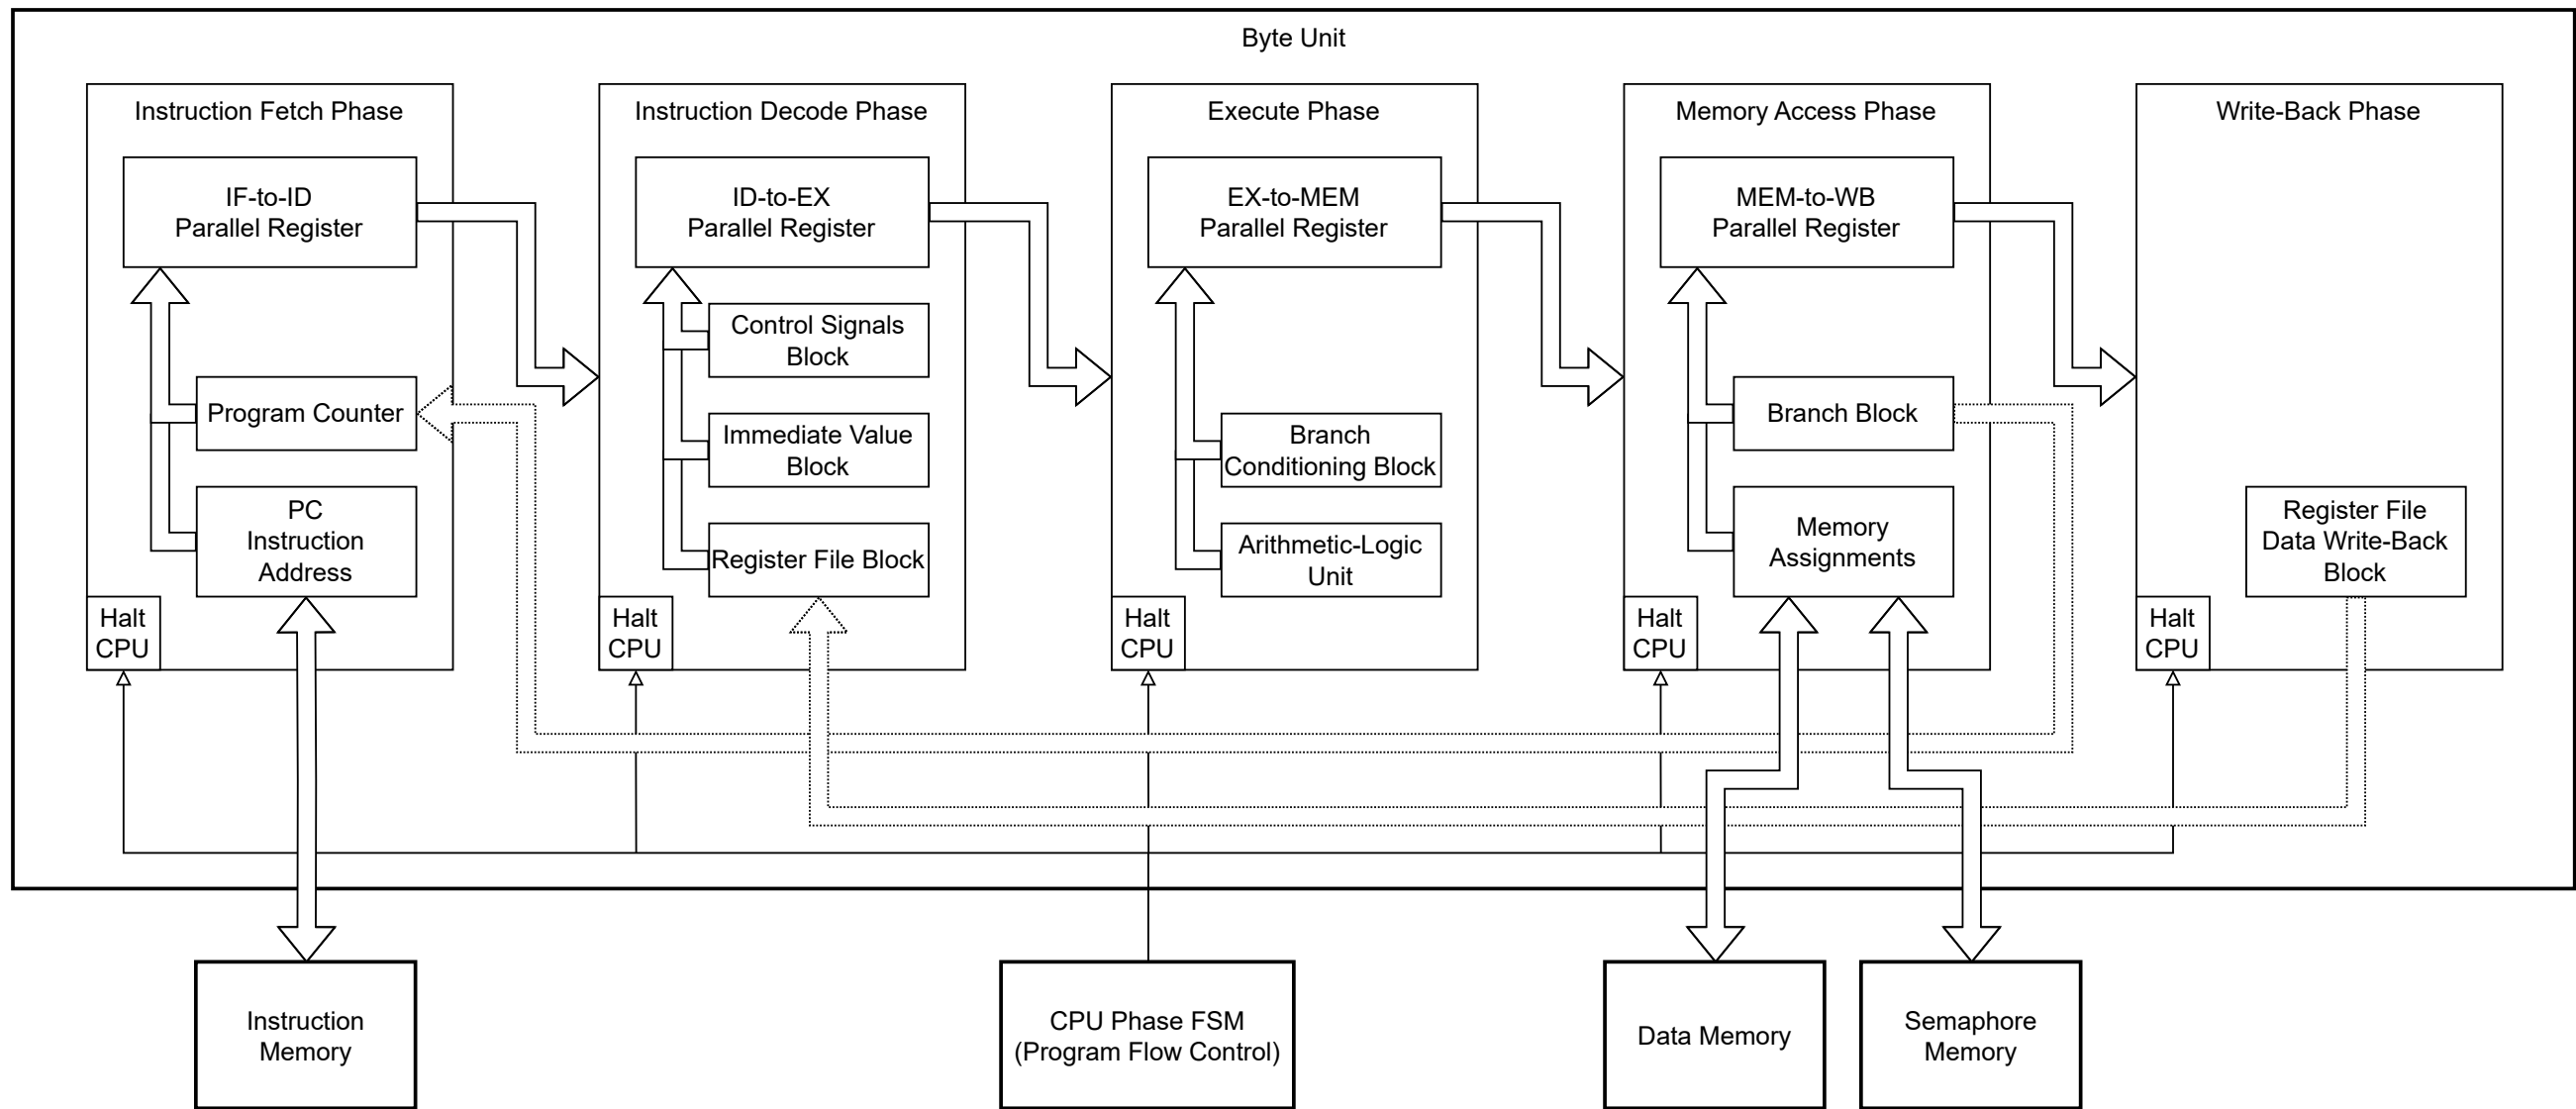 Byte Unit
Instruction Fetch Phase
IF-to-ID
Parallel Register
Program Counter
PC
Instruction
Address
Halt
CPU
Instruction Decode Phase
ID-to-EX
Parallel Register
Control Signals
Block
Immediate Value
Block
Register File Block
Halt
CPU
Execute Phase
EX-to-MEM
Parallel Register
Branch
Conditioning Block
Arithmetic-Logic
Unit
Halt
CPU
Memory Access Phase
MEM-to-WB
Parallel Register
Branch Block
Memory
Assignments
Halt
CPU
Write-Back Phase
Register File
Data Write-Back
Block
Halt
CPU
Instruction
Memory
CPU Phase FSM
(Program Flow Control)
Data Memory
Semaphore
Memory